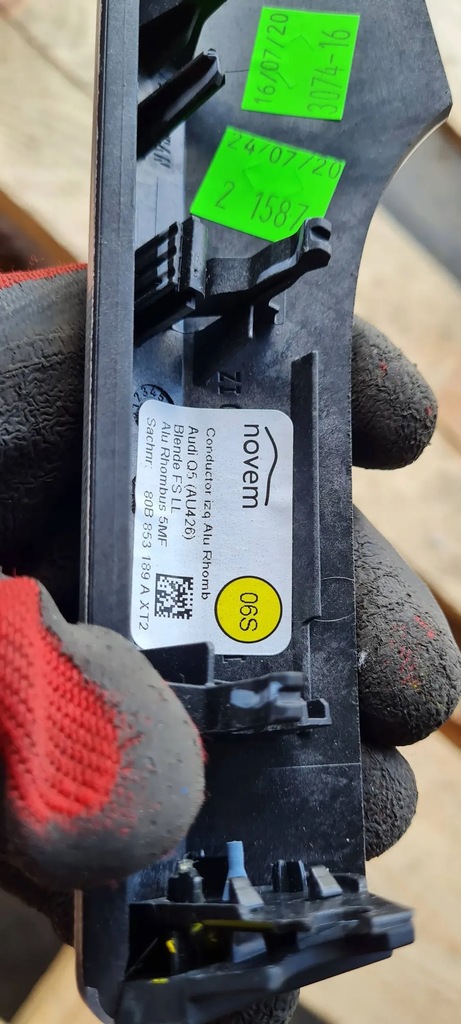 16/07/20
3074-16
24/07/20
2 1587
novem
Conductor izq Alu Rhomb
Audi Q5 (AU426)
Blende FS LL
Alu Rhombus 5MF
Sachnr: 80B 853 189 A XT2
06S